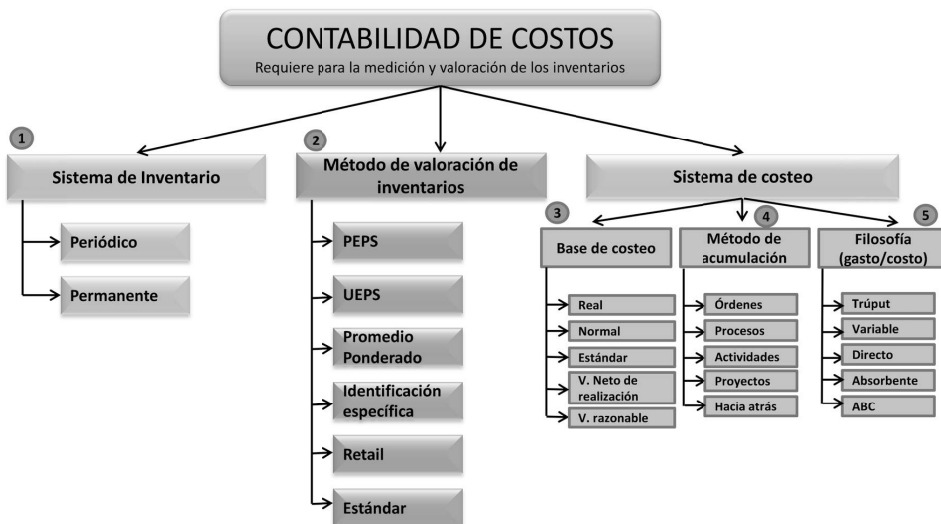 CONTABILIDAD DE COSTOS
Requiere para la medición y valoración de los inventarios
1
Sistema de Inventario
Periódico
Permanente
2
Método de valoración de
inventarios
PEPS
UEPS
Promedio
Ponderado
Identificación
específica
Retail
Estándar
Sistema de costeo
3
Base de costeo
Real
Normal
Estándar
V. Neto de
realización
V. razonable
4
Método de
acumulación
Órdenes
Procesos
Actividades
Proyectos
Hacia atrás
5
Filosofía
(gasto/costo)
Trúput
Variable
Directo
Absorbente
ABC